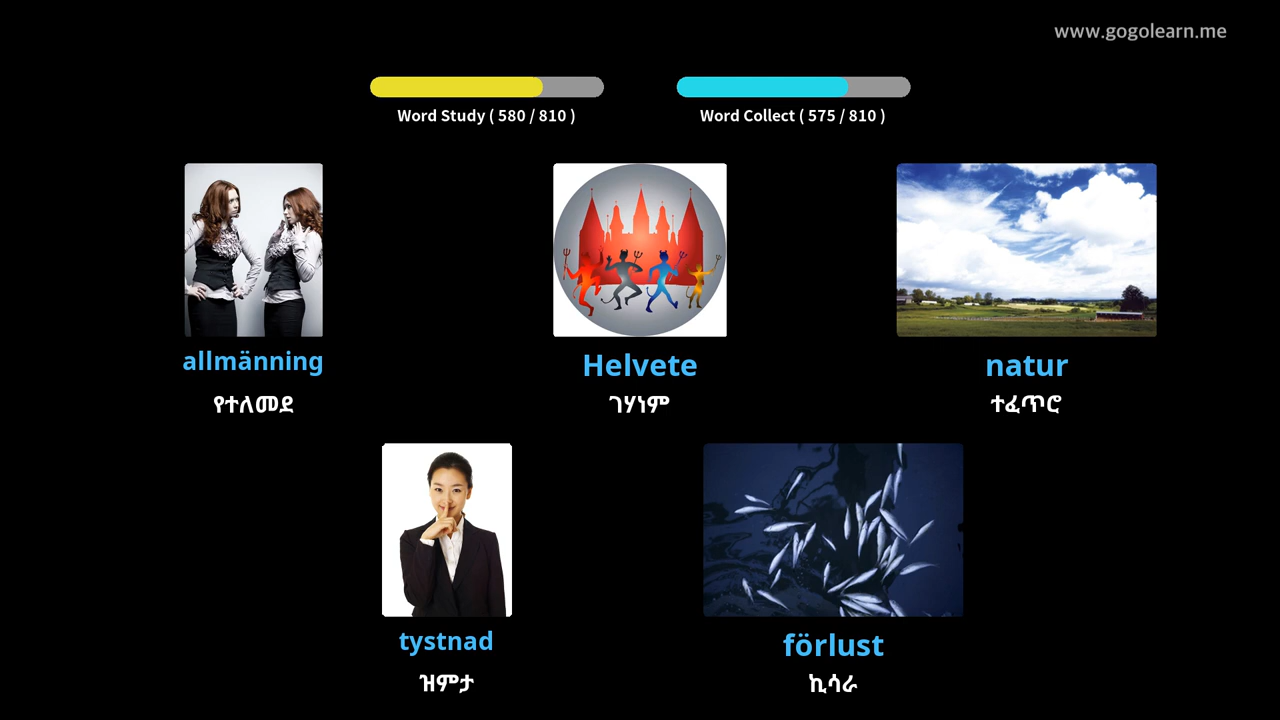 www.gogolearn.me
Word Study ( 580 / 810 )
Word Collect ( 575 / 810 )
allmänning
የተለመደ
Helvete
ገሃነም
natur
ተፈጥሮ
tystnad
ዝምታ
förlust
ኪሳራ